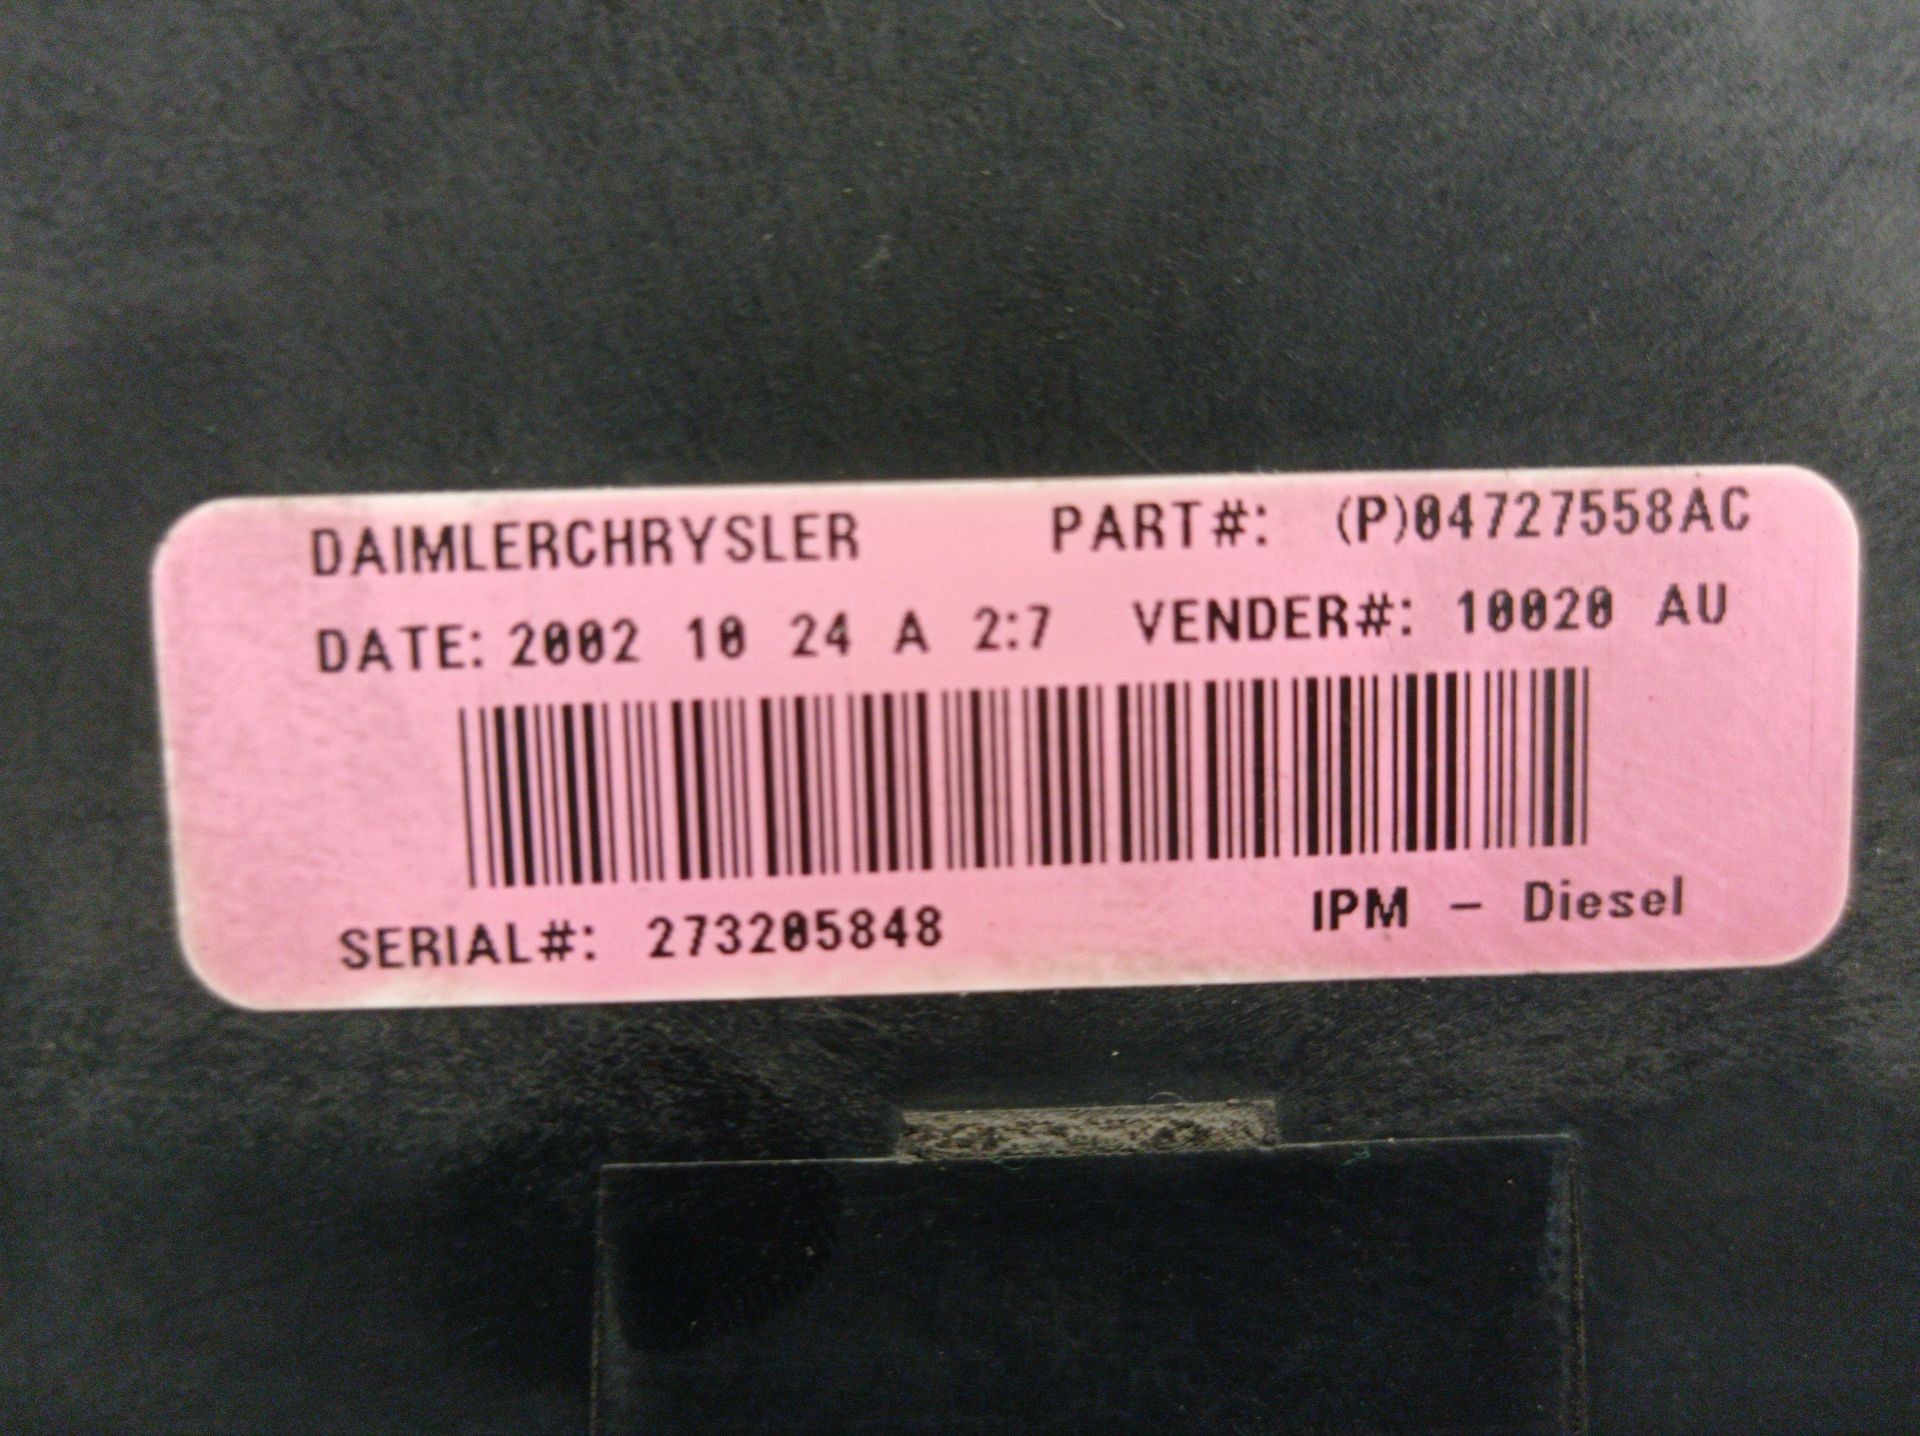 DAIMLERCHRYSLER PART#: (P)04727558AC
DATE: 2002 10 24 A 2:7 VENDER#: 10020 AU
SERIAL#: 273205848 IPM - Diesel